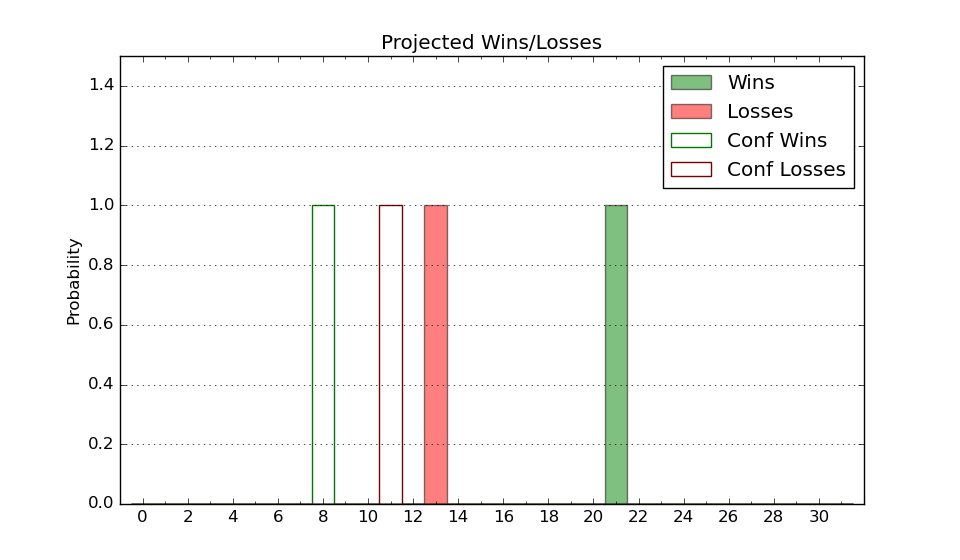 Projected Wins/Losses
Wins
Losses
Conf Wins
Conf Losses
Probability
1.4
1.2
1.0
0.8
0.6
0.4
0.2
0.0
0 2 4 6 8 10 12 14 16 18 20 22 24 26 28 30